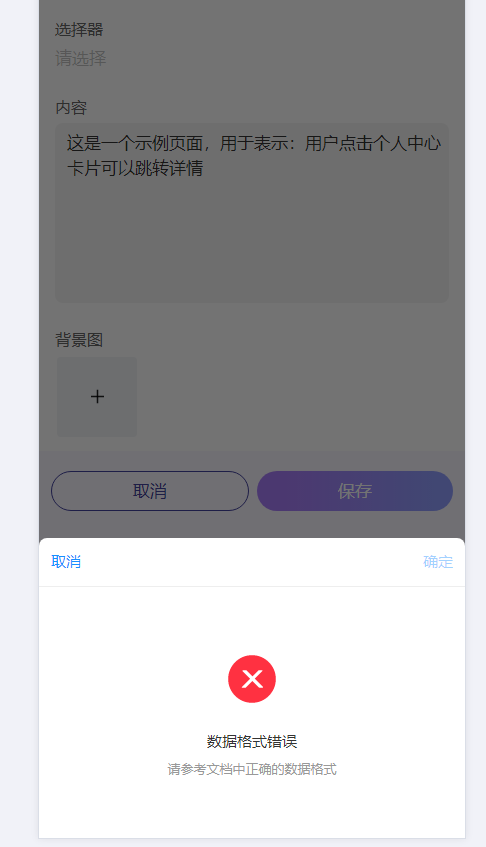 选择器
请选择
内容
这是一个示例页面，用于表示：用户点击个人中心
卡片可以跳转详情
背景图
+
取消 保存
取消 确定
数据格式错误
请参考文档中正确的数据格式